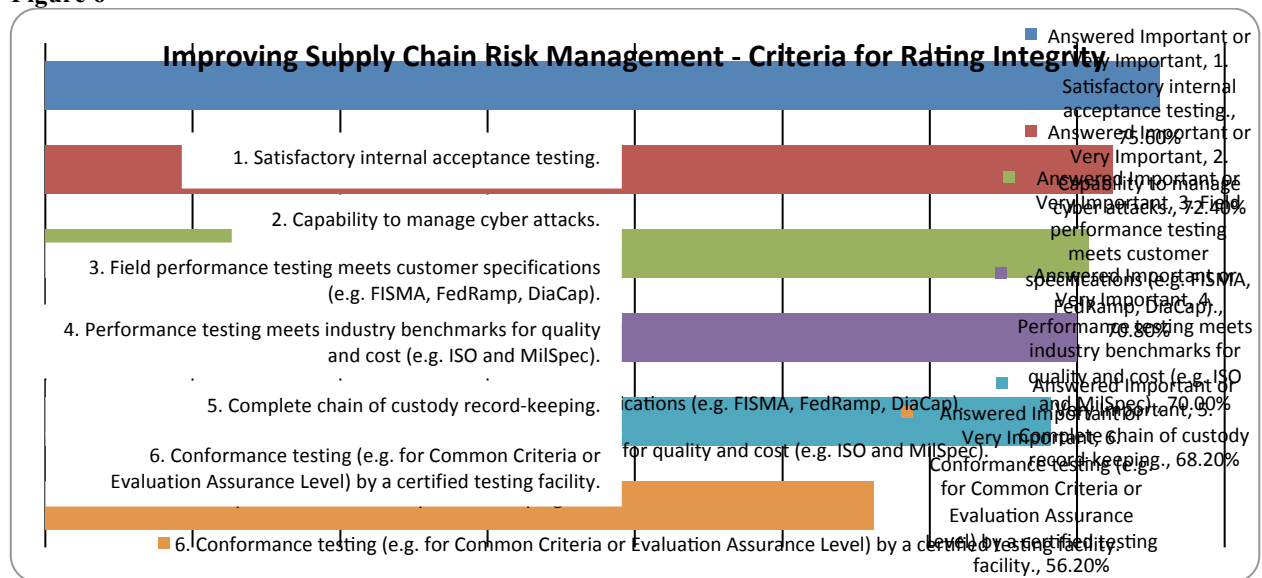 Improving Supply Chain Risk Management - Criteria for Rating Integrity
1. Satisfactory internal acceptance testing.
2. Capability to manage cyber attacks.
3. Field performance testing meets customer specifications
(e.g. FISMA, FedRamp, DiaCap).
4. Performance testing meets industry benchmarks for quality
and cost (e.g. ISO and MilSpec).
5. Complete chain of custody record-keeping.
6. Conformance testing (e.g. for Common Criteria or
Evaluation Assurance Level) by a certified testing facility.
ications (e.g. FISMA, FedRamp, DiaCap).
for quality and cost (e.g. ISO and MilSpec).
6. Conformance testing (e.g. for Common Criteria or Evaluation Assurance Level) by a certified testing facility.
Answered Important or
Very Important, 1.
Satisfactory internal
acceptance testing.,
75.60%
Answered Important or
Very Important, 2.
Capability to manage
cyber attacks., 72.40%
Answered Important or
Very Important, 3. Field
performance testing
meets customer
specifications (e.g. FISMA,
FedRamp, DiaCap).,
70.80%
Answered Important or
Very Important, 4.
Performance testing meets
industry benchmarks for
quality and cost (e.g. ISO
and MilSpec)., 70.00%
Answered Important or
Very Important, 5.
Complete chain of custody
record-keeping., 68.20%
Answered Important or
Very Important, 6.
Conformance testing (e.g.
for Common Criteria or
Evaluation Assurance
Level) by a certified testing
facility., 56.20%